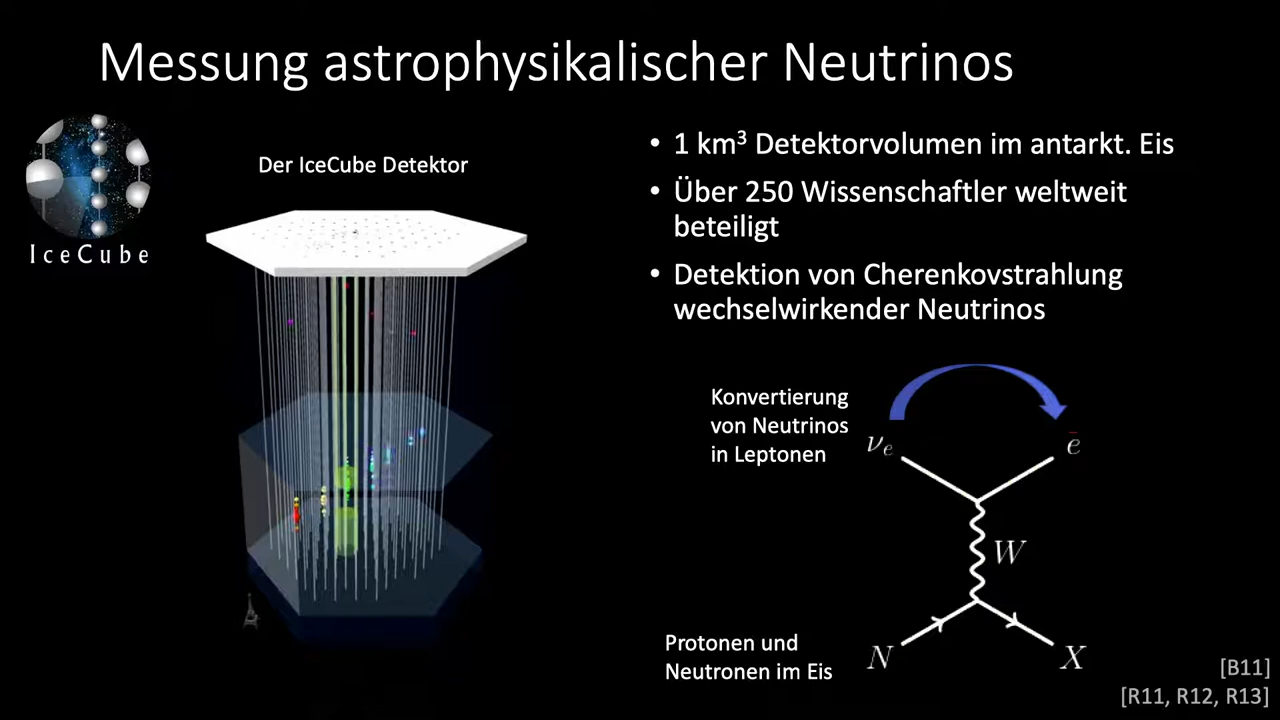 Messung astrophysikalischer Neutrinos
IceCube
Der IceCube Detektor
• 1 km³ Detektorvolumen im antarkt. Eis
• Über 250 Wissenschaftler weltweit
beteiligt
• Detektion von Cherenkovstrahlung
wechselwirkender Neutrinos
Konvertierung
von Neutrinos
in Leptonen
νₑ
e⁻
W
Protonen und
Neutronen im Eis
N
X
[B11]
[R11, R12, R13]